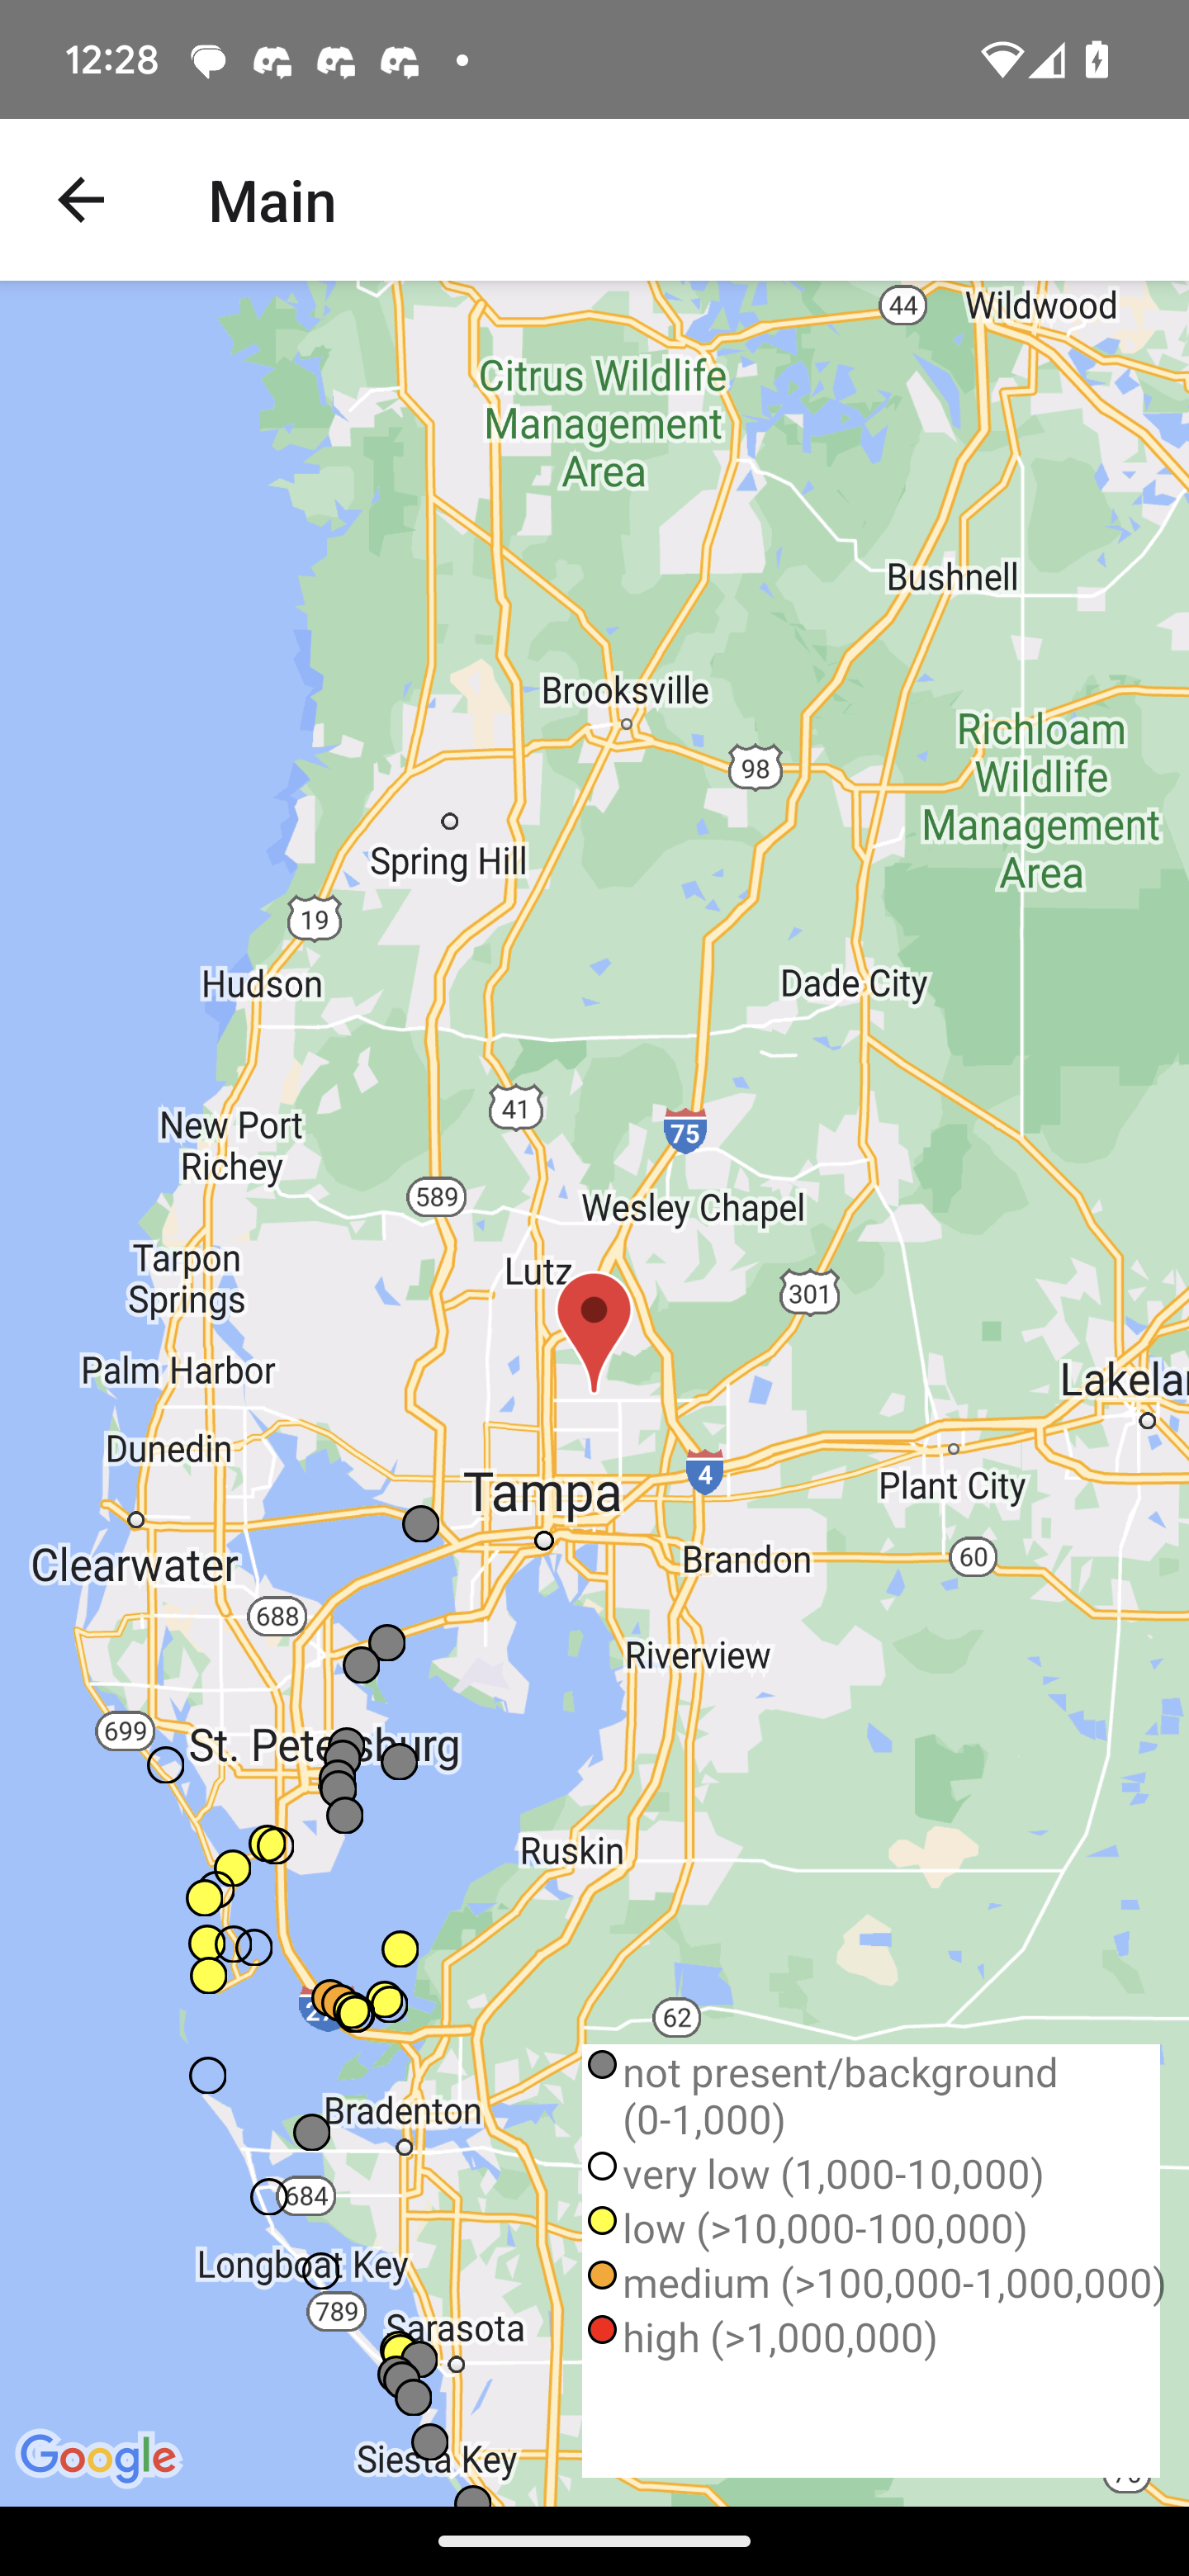 12:28
Main
44
Wildwood
Citrus Wildlife
Management
Area
Bushnell
Brooksville
Richloam
Wildlife
Management
Area
98
Spring Hill
19
Hudson
Dade City
41
75
New Port
Richey
589
Wesley Chapel
Tarpon
Springs
Lutz
301
Palm Harbor
Lakelan
Dunedin
4
Tampa
Plant City
Clearwater
Brandon
60
688
Riverview
699
St. Petersburg
Ruskin
62
not present/background
(0-1,000)
Bradenton
very low (1,000-10,000)
684
low (>10,000-100,000)
Longboat Key
medium (>100,000-1,000,000)
789
Sarasota
high (>1,000,000)
Google
Siesta Key